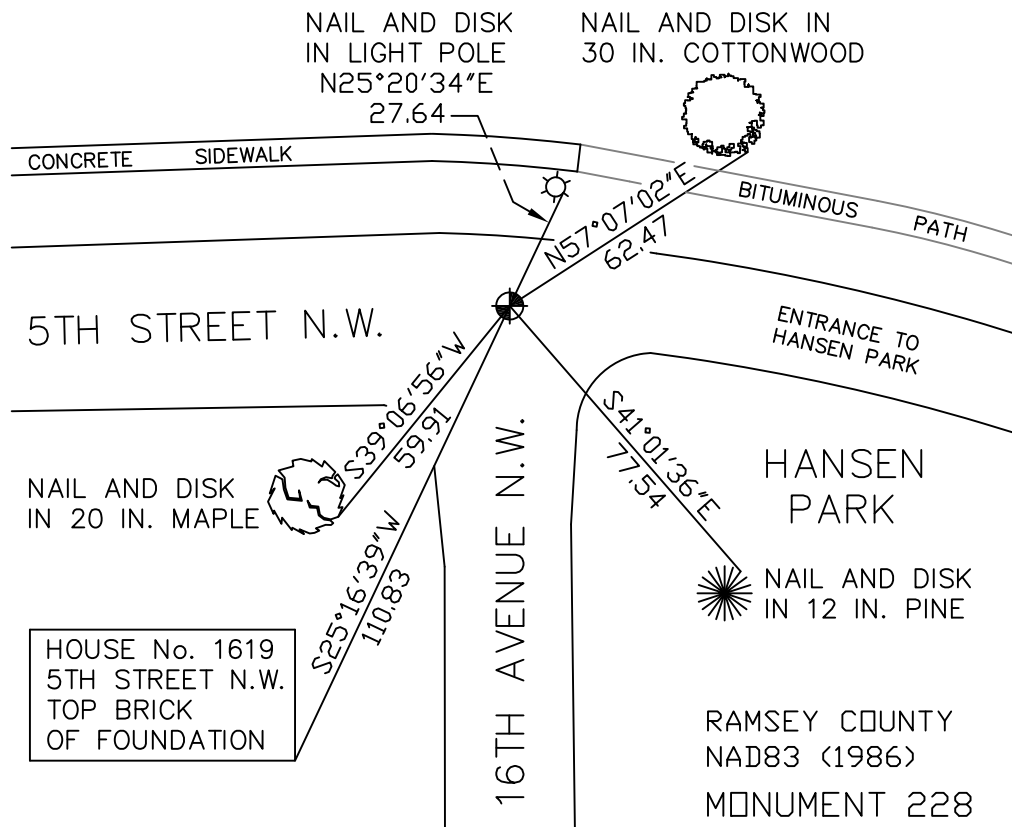 NAIL AND DISK
IN LIGHT POLE
N25°20'34"E
27.64
NAIL AND DISK IN
30 IN. COTTONWOOD
CONCRETE SIDEWALK
BITUMINOUS PATH
N57°07'02"E
62.47
5TH STREET N.W.
ENTRANCE TO
HANSEN PARK
S39°06'56"W
59.91
S41°01'36"E
77.54
HANSEN
PARK
NAIL AND DISK
IN 20 IN. MAPLE
S25°16'39"W
110.83
16TH AVENUE N.W.
NAIL AND DISK
IN 12 IN. PINE
HOUSE No. 1619
5TH STREET N.W.
TOP BRICK
OF FOUNDATION
RAMSEY COUNTY
NAD83 (1986)
MONUMENT 228